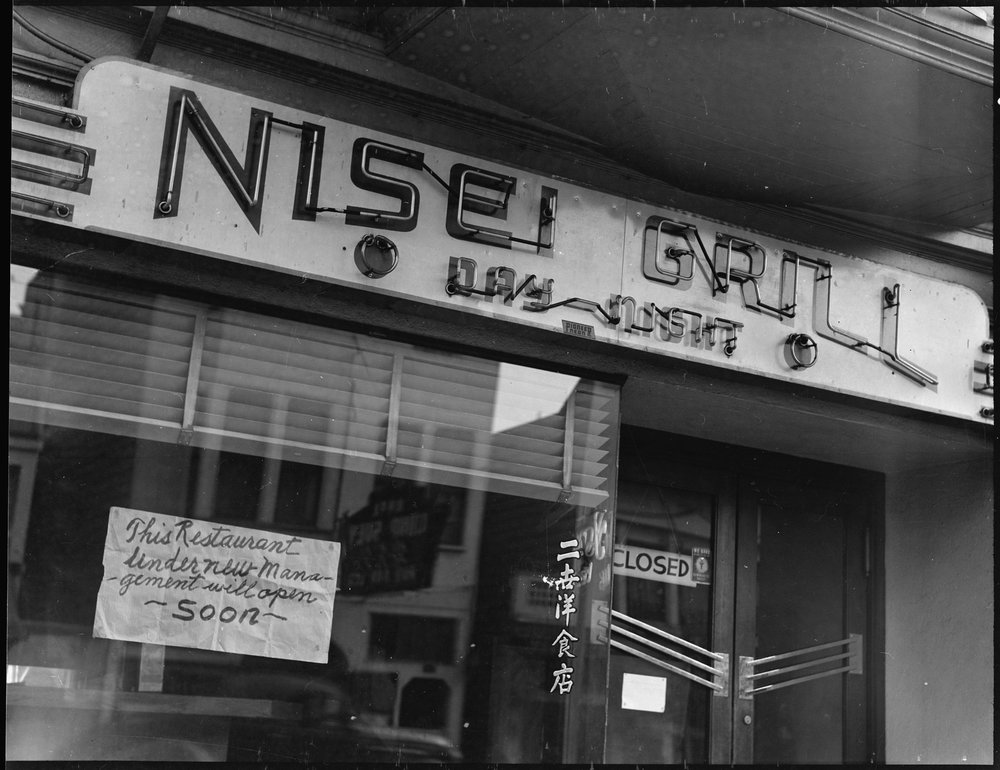 NISEI GRILL
DAY NIGHT
PIONEER
This Restaurant
Under new Mana-
-gement will open
~SOON~
CLOSED
二世洋食店